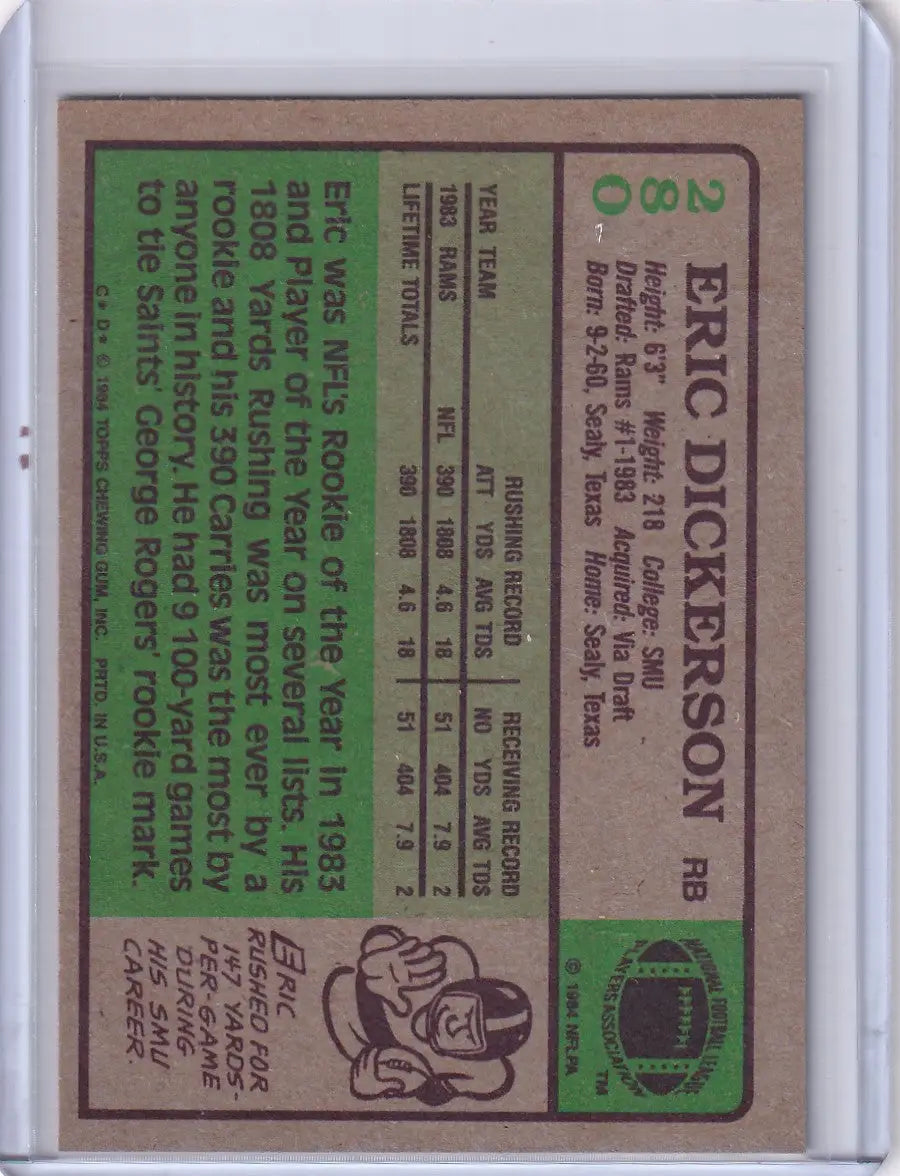 280
ERIC DICKERSON RB
Height: 6'3" Weight: 218 College: SMU
Drafted: Rams #1-1983 Acquired: Via Draft
Born: 9-2-60, Sealy, Texas Home: Sealy, Texas
NATIONAL FOOTBALL LEAGUE
PLAYERS ASSOCIATION
TM
© 1984 NFLPA
RUSHING RECORD RECEIVING RECORD
YEAR TEAM ATT YDS AVG TDS NO YDS AVG TDS
1983 RAMS NFL 390 1808 4.6 18 51 404 7.9 2
LIFETIME TOTALS 390 1808 4.6 18 51 404 7.9 2
Eric was NFL's Rookie of the Year in 1983
and Player of the Year on several lists. His
1808 Yards Rushing was most ever by a
rookie and his 390 Carries was the most by
anyone in history. He had 9 100-yard games
to tie Saints' George Rogers' rookie mark.
C* D* © 1984 TOPPS CHEWING GUM, INC. PRTD. IN U.S.A.
ERIC
RUSHED FOR
147 YARDS-
PER-GAME
DURING
HIS SMU
CAREER.